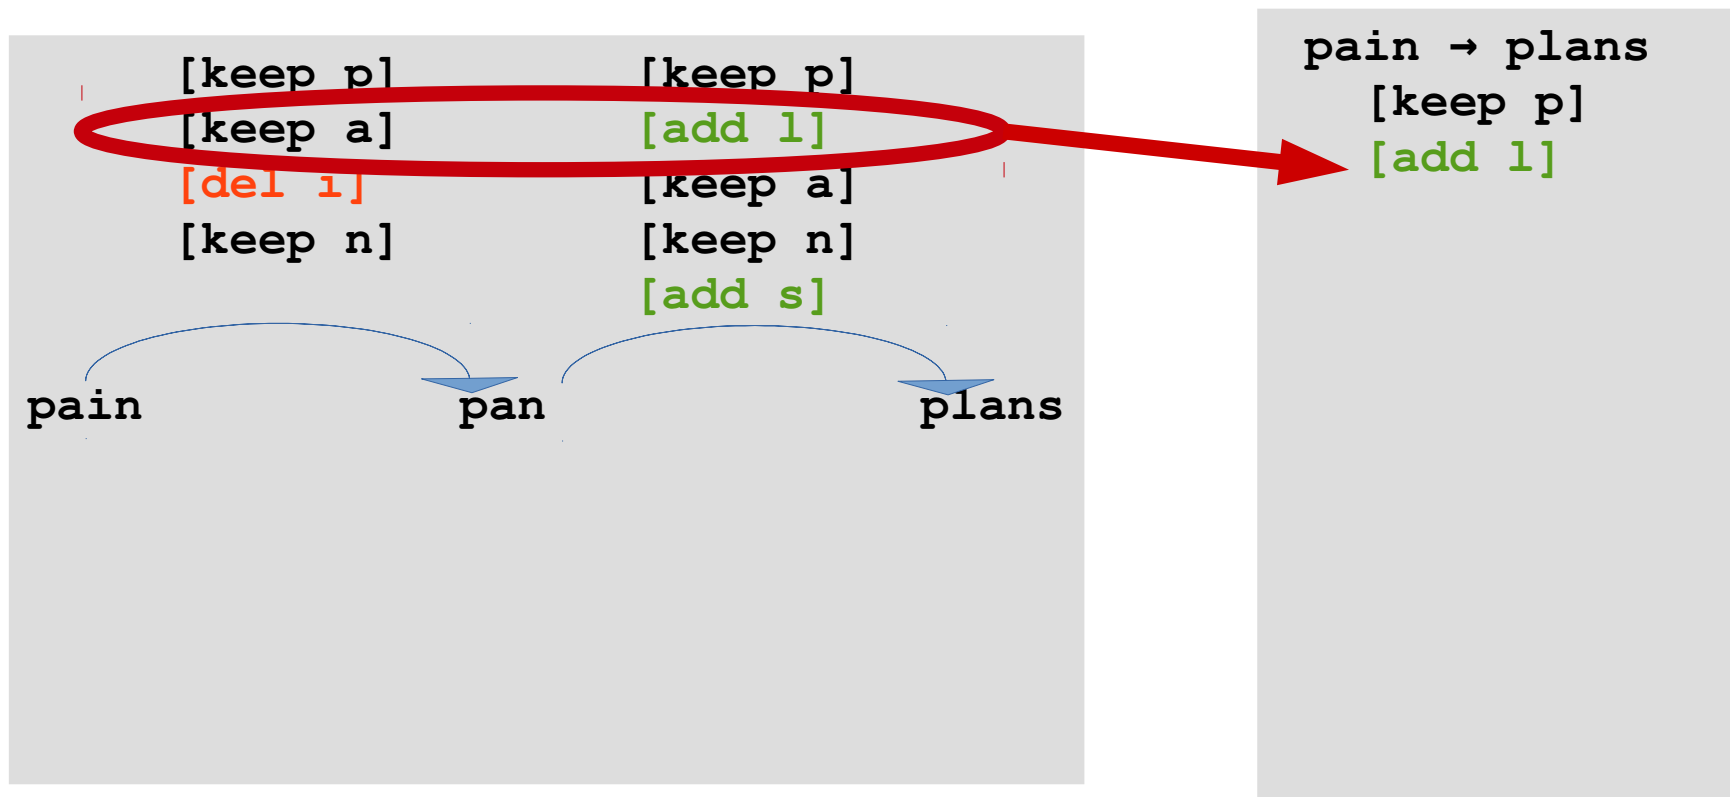 [keep p] [keep p]
[keep a] [add l]
[del i] [keep a]
[keep n] [keep n]
[add s]
pain pan plans
pain → plans
[keep p]
[add l]